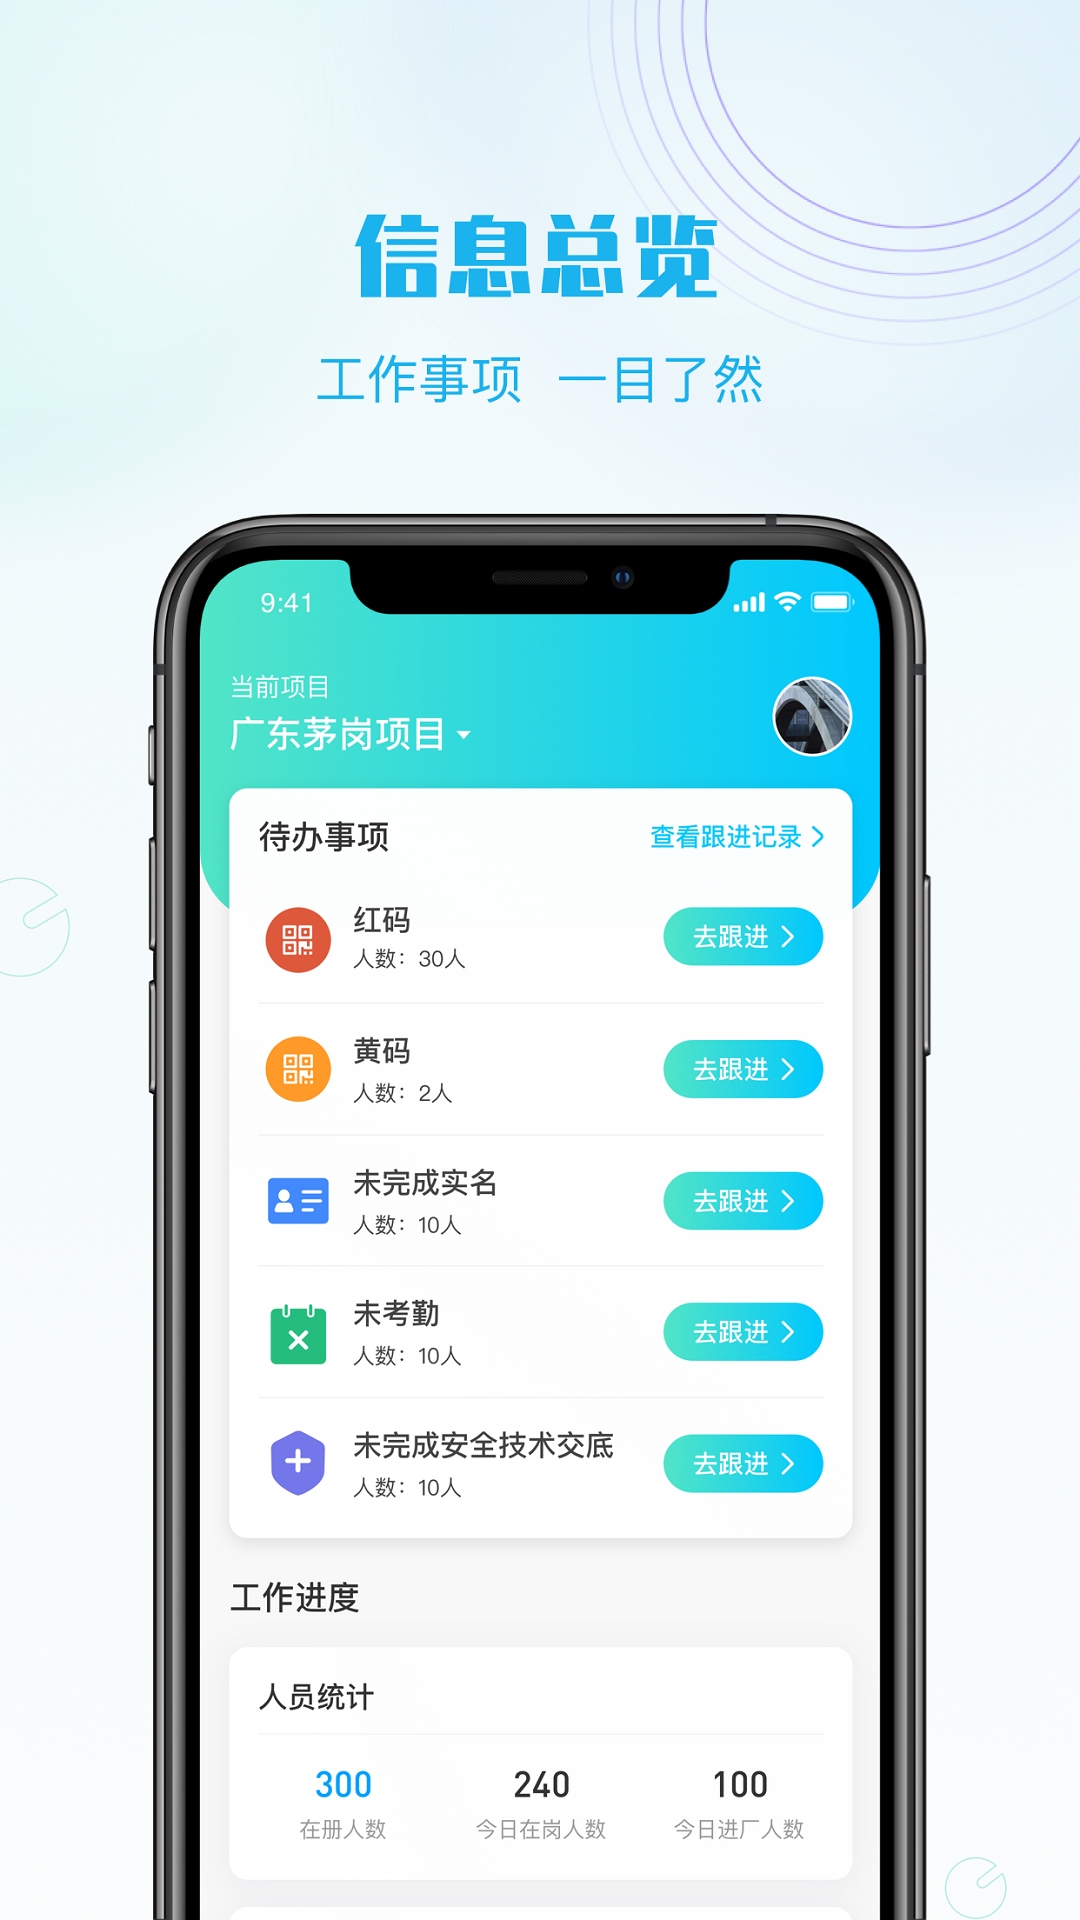 信息总览
工作事项 一目了然
9:41
当前项目
广东茅岗项目
待办事项 查看跟进记录
红码
人数：30人
去跟进
黄码
人数：2人
去跟进
未完成实名
人数：10人
去跟进
未考勤
人数：10人
去跟进
未完成安全技术交底
人数：10人
去跟进
工作进度
人员统计
300 240 100
在册人数 今日在岗人数 今日进厂人数